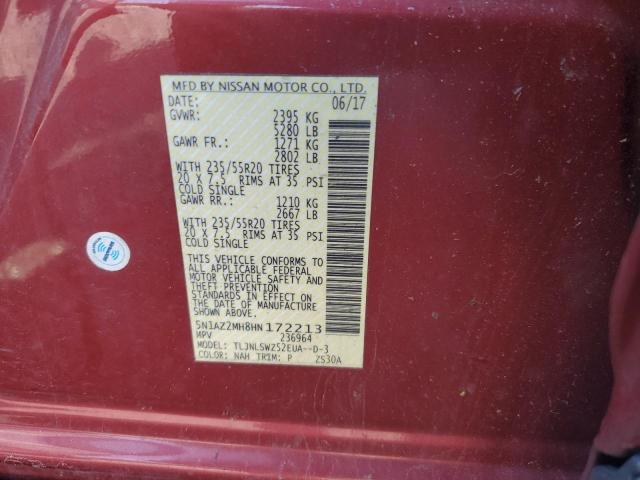 MFD BY NISSAN MOTOR CO., LTD.
DATE: 06/17
GVWR: 2395 KG
5280 LB
GAWR FR.: 1271 KG
2802 LB
WITH 235/55R20 TIRES
20 X 7.5 RIMS AT 35 PSI
COLD SINGLE
GAWR RR.: 1210 KG
2667 LB
WITH 235/55R20 TIRES
20 X 7.5 RIMS AT 35 PSI
COLD SINGLE
THIS VEHICLE CONFORMS TO
ALL APPLICABLE FEDERAL
MOTOR VEHICLE SAFETY AND
THEFT PREVENTION STANDARDS
IN EFFECT ON THE
DATE OF MANUFACTURE
SHOWN ABOVE.
5N1AZ2MH8HN172213
MPV 236964
MODEL: TLJNLSWZ52EUA--D-3
COLOR: NAH TRIM: P ZS30A